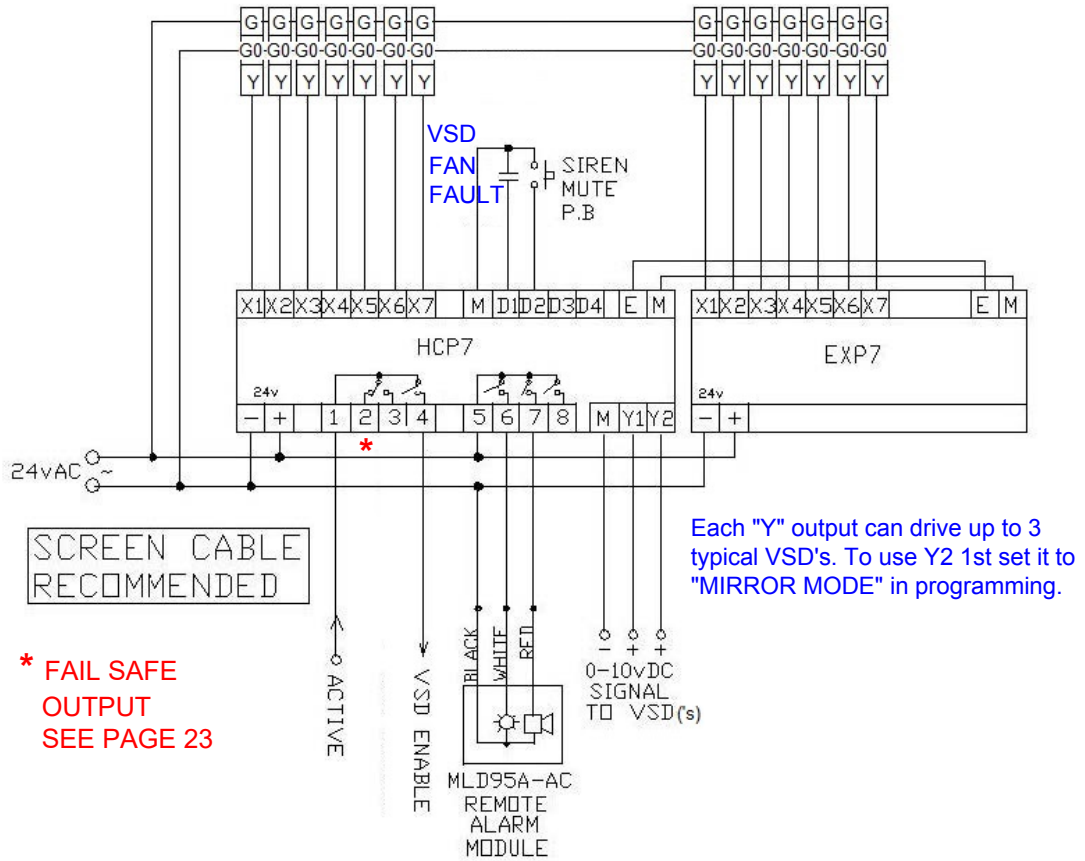 G G G G G G G G G G G G G G
G0 G0 G0 G0 G0 G0 G0 G0 G0 G0 G0 G0 G0 G0
Y Y Y Y Y Y Y Y Y Y Y Y Y Y
VSD
FAN
FAULT
SIREN
MUTE
P.B
X1 X2 X3 X4 X5 X6 X7 M D1 D2 D3 D4 E M
HCP7
24v
- + 1 2 3 4 5 6 7 8 M Y1 Y2
*
X1 X2 X3 X4 X5 X6 X7 E M
EXP7
24v
- +
24vAC ~
SCREEN CABLE
RECOMMENDED
Each "Y" output can drive up to 3
typical VSD's. To use Y2 1st set it to
"MIRROR MODE" in programming.
* FAIL SAFE
OUTPUT
SEE PAGE 23
ACTIVE
VSD ENABLE
BLACK
WHITE
RED
MLD95A-AC
REMOTE
ALARM
MODULE
- + +
0-10vDC
SIGNAL
TO VSD('s)